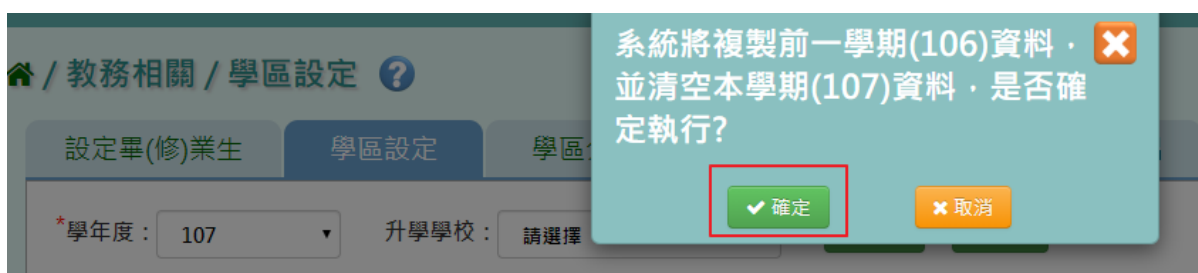 系統將複製前一學期(106)資料，
並清空本學期(107)資料，是否確
定執行?
確定
取消
/ 教務相關 / 學區設定 ?
設定畢(修)業生 學區設定 學區
*學年度： 107 升學學校： 請選擇